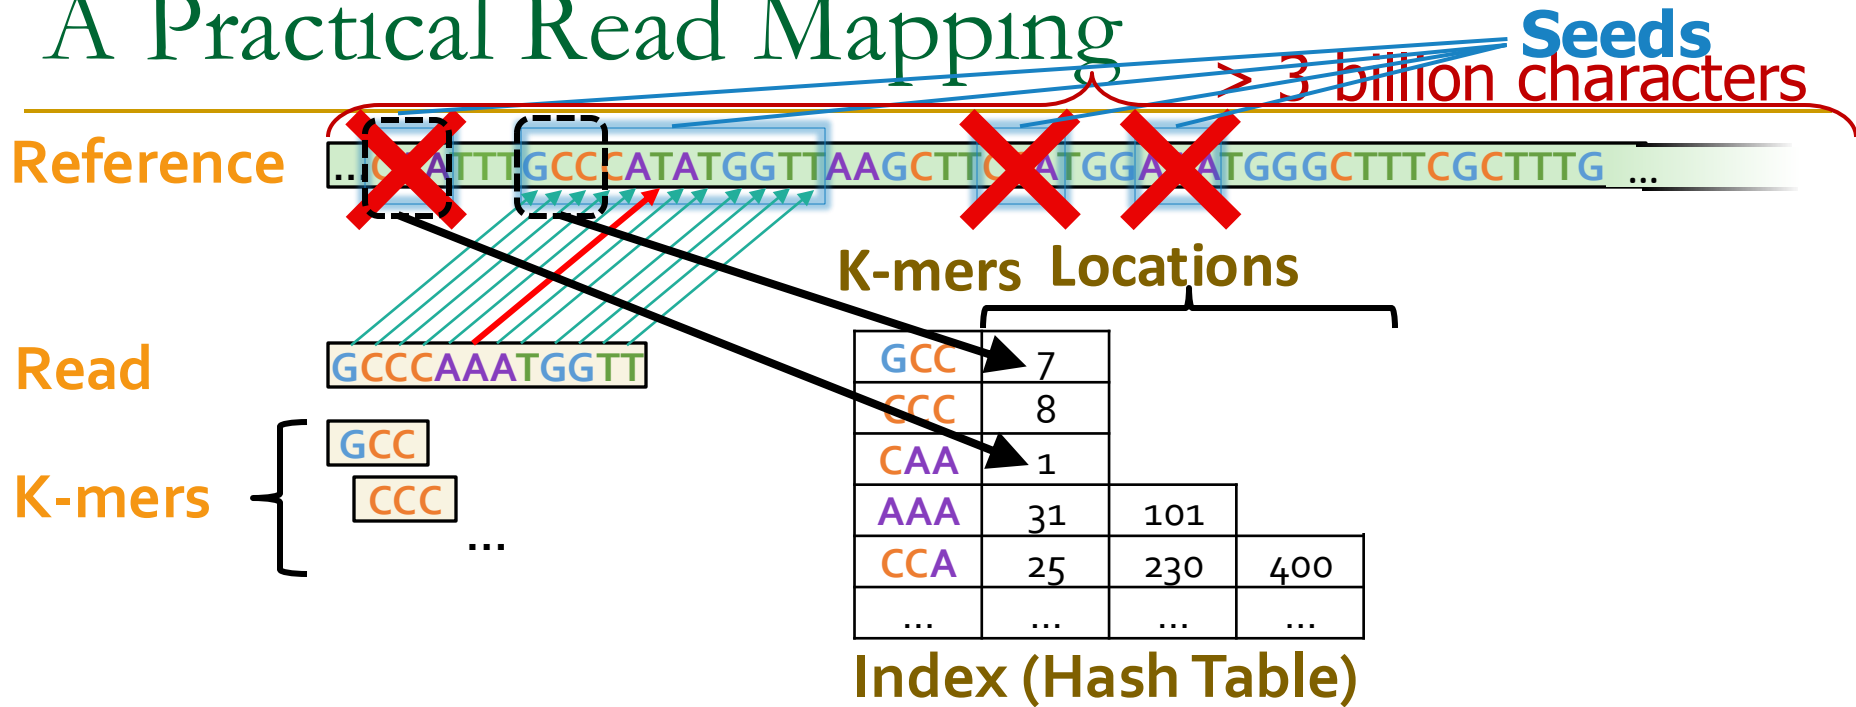 A Practical Read Mapping
Seeds
> 3 billion characters
Reference
...C ATTTGCCCATATGGTTAAGCTTC ATGGA ATGGGCTTTCGCTTTG ...
K-mers Locations
Read
GCCCAAATGGTT
K-mers
GCC
CCC
...
GCC 7
CCC 8
CAA 1
AAA 31 101
CCA 25 230 400
... ... ... ...
Index (Hash Table)